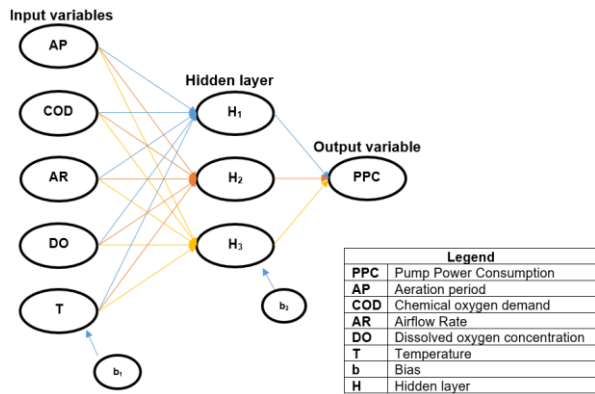 Input variables
AP
COD
AR
DO
T
b₁
Hidden layer
H₁
H₂
H₃
b₂
Output variable
PPC
Legend
PPC Pump Power Consumption
AP Aeration period
COD Chemical oxygen demand
AR Airflow Rate
DO Dissolved oxygen concentration
T Temperature
b Bias
H Hidden layer